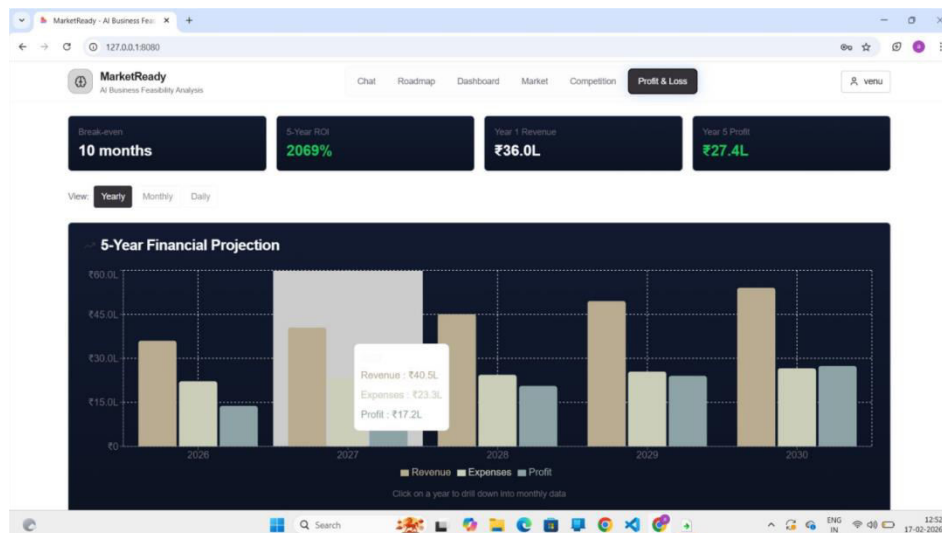 MarketReady - AI Business Fea
127.0.0.1:8080
MarketReady
AI Business Feasibility Analysis
Chat Roadmap Dashboard Market Competition Profit & Loss venu
Break-even
10 months
5-Year ROI
2069%
Year 1 Revenue
₹36.0L
Year 5 Profit
₹27.4L
View: Yearly Monthly Daily
5-Year Financial Projection
₹60.0L
₹45.0L
₹30.0L
₹15.0L
₹0
Revenue : ₹40.5L
Expenses : ₹23.3L
Profit : ₹17.2L
2026 2027 2028 2029 2030
Revenue Expenses Profit
Click on a year to drill down into monthly data
Search
ENG
IN
12:52
17-02-2026